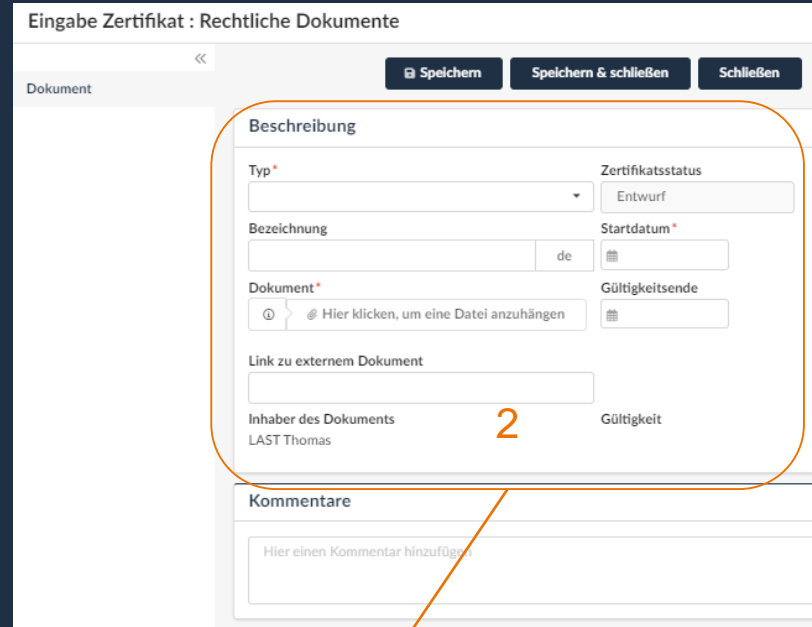 Eingabe Zertifikat : Rechtliche Dokumente
Dokument
Speichern
Speichern & schließen
Schließen
Beschreibung
Typ*
Zertifikatsstatus
Entwurf
Bezeichnung
Startdatum*
de
Dokument*
Gültigkeitsende
Hier klicken, um eine Datei anzuhängen
Link zu externem Dokument
Inhaber des Dokuments
2
Gültigkeit
LAST Thomas
Kommentare
Hier einen Kommentar hinzufügen